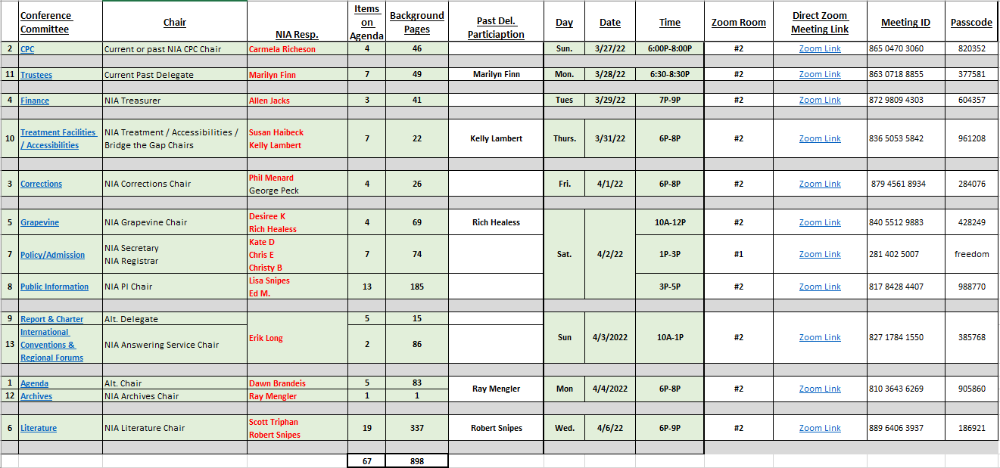 Conference Committee | Chair | NIA Resp. | Items on Agenda | Background Pages | Past Del. Particiaption | Day | Date | Time | Zoom Room | Direct Zoom Meeting Link | Meeting ID | Passcode
2 | CPC | Current or past NIA CPC Chair | Carmela Richeson | 4 | 46 | Sun. | 3/27/22 | 6:00P-8:00P | #2 | Zoom Link | 865 0470 3060 | 820352
11 | Trustees | Current Past Delegate | Marilyn Finn | 7 | 49 | Marilyn Finn | Mon. | 3/28/22 | 6:30-8:30P | #2 | Zoom Link | 863 0718 8855 | 377581
4 | Finance | NIA Treasurer | Allen Jacks | 3 | 41 | Tues | 3/29/22 | 7P-9P | #2 | Zoom Link | 872 9809 4303 | 604357
10 | Treatment Facilities / Accessibilities | NIA Treatment / Accessibilities / Bridge the Gap Chairs | Susan Haibeck Kelly Lambert | 7 | 22 | Kelly Lambert | Thurs. | 3/31/22 | 6P-8P | #2 | Zoom Link | 836 5053 5842 | 961208
3 | Corrections | NIA Corrections Chair | Phil Menard George Peck | 4 | 26 | Fri. | 4/1/22 | 6P-8P | #2 | Zoom Link | 879 4561 8934 | 284076
5 | Grapevine | NIA Grapevine Chair | Desiree K Rich Healess | 4 | 69 | Rich Healess | Sat. | 4/2/22 | 10A-12P | #2 | Zoom Link | 840 5512 9883 | 428249
7 | Policy/Admission | NIA Secretary NIA Registrar | Kate D Chris E Christy B | 7 | 74 | 1P-3P | #1 | Zoom Link | 281 402 5007 | freedom
8 | Public Information | NIA PI Chair | Lisa Snipes Ed M. | 13 | 185 | 3P-5P | #2 | Zoom Link | 817 8428 4407 | 988770
9 | Report & Charter | Alt. Delegate | Erik Long | 5 | 15 | Sun | 4/3/2022 | 10A-1P | #2 | Zoom Link | 827 1784 1550 | 385768
13 | International Conventions & Regional Forums | NIA Answering Service Chair | 2 | 86
1 | Agenda | Alt. Chair | Dawn Brandeis | 5 | 83 | Ray Mengler | Mon | 4/4/2022 | 6P-8P | #2 | Zoom Link | 810 3643 6269 | 905860
12 | Archives | NIA Archives Chair | Ray Mengler | 1 | 1
6 | Literature | NIA Literature Chair | Scott Triphan Robert Snipes | 19 | 337 | Robert Snipes | Wed. | 4/6/22 | 6P-9P | #2 | Zoom Link | 889 6406 3937 | 186921
67 | 898